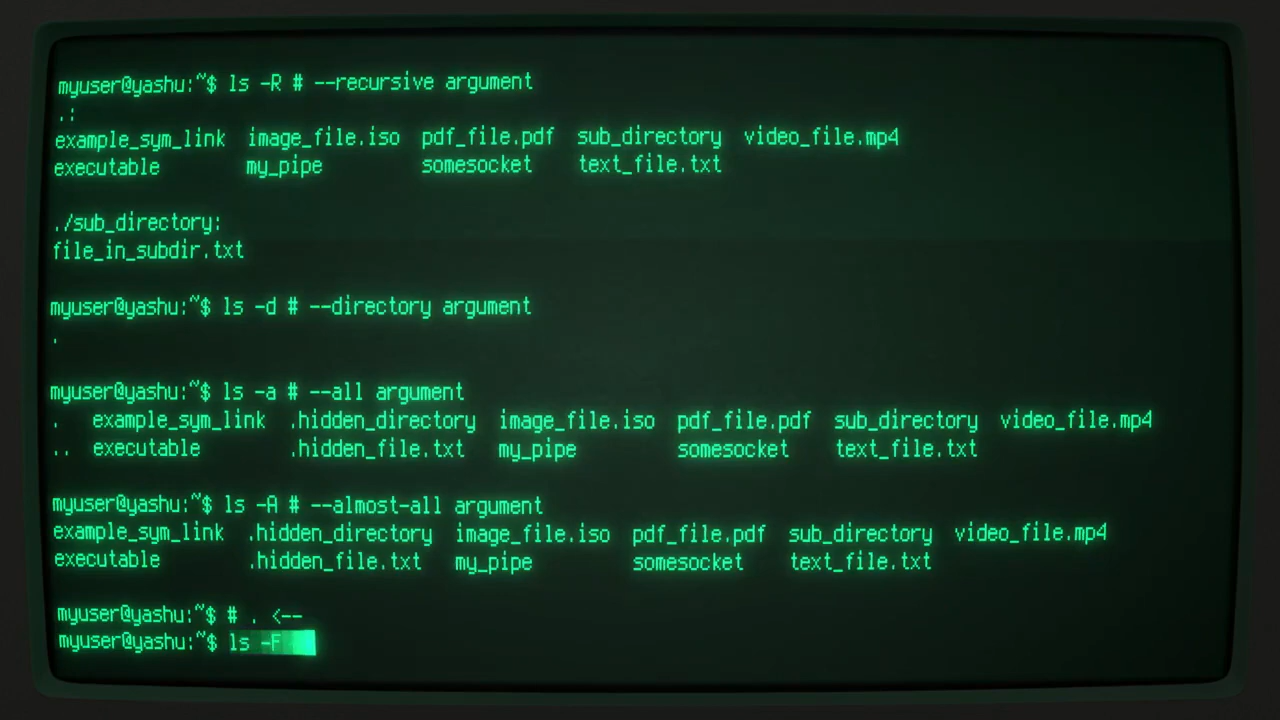 myuser@yashu:~$ ls -R # --recursive argument
.:
example_sym_link  image_file.iso  pdf_file.pdf  sub_directory  video_file.mp4
executable        my_pipe         somesocket    text_file.txt

./sub_directory:
file_in_subdir.txt

myuser@yashu:~$ ls -d # --directory argument
.

myuser@yashu:~$ ls -a # --all argument
.   example_sym_link  .hidden_directory  image_file.iso  pdf_file.pdf  sub_directory  video_file.mp4
..  executable        .hidden_file.txt   my_pipe         somesocket    text_file.txt

myuser@yashu:~$ ls -A # --almost-all argument
example_sym_link  .hidden_directory  image_file.iso  pdf_file.pdf  sub_directory  video_file.mp4
executable        .hidden_file.txt   my_pipe         somesocket    text_file.txt

myuser@yashu:~$ # . <--
myuser@yashu:~$ ls -F